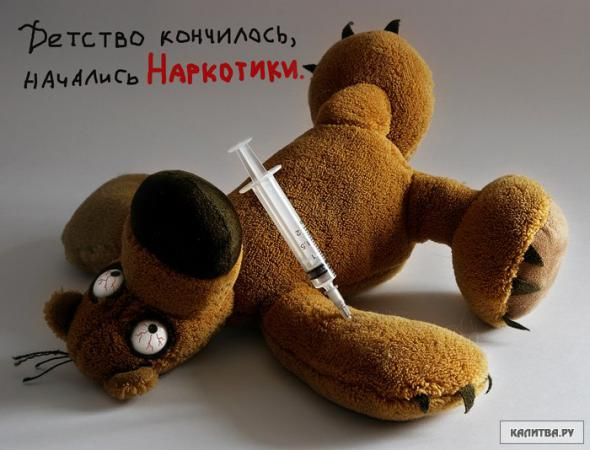 Детство кончилось,
начались Наркотики.
КАЛИТВА.РУ